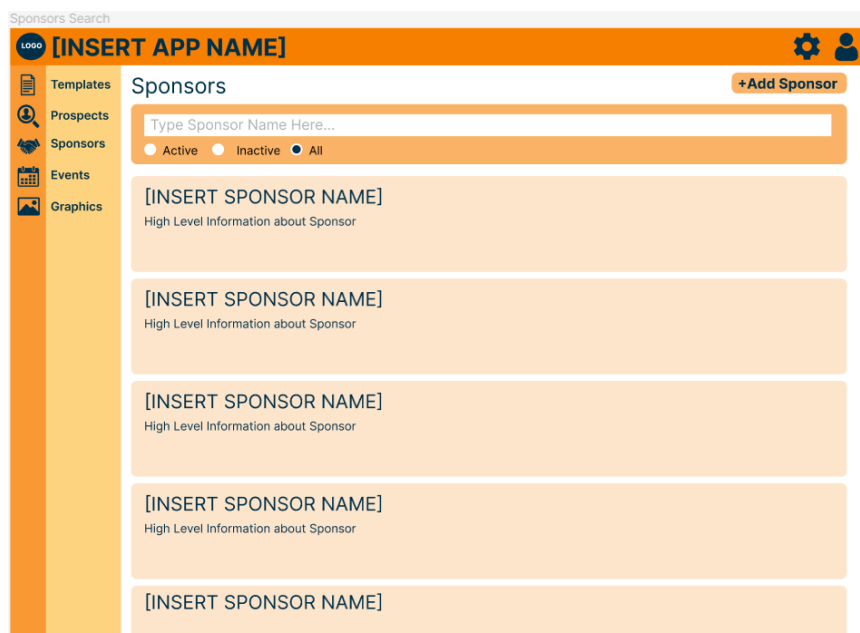 Sponsors Search
LOGO [INSERT APP NAME]
Templates
Prospects
Sponsors
Events
Graphics
Sponsors
+Add Sponsor
Type Sponsor Name Here...
Active Inactive All
[INSERT SPONSOR NAME]
High Level Information about Sponsor
[INSERT SPONSOR NAME]
High Level Information about Sponsor
[INSERT SPONSOR NAME]
High Level Information about Sponsor
[INSERT SPONSOR NAME]
High Level Information about Sponsor
[INSERT SPONSOR NAME]